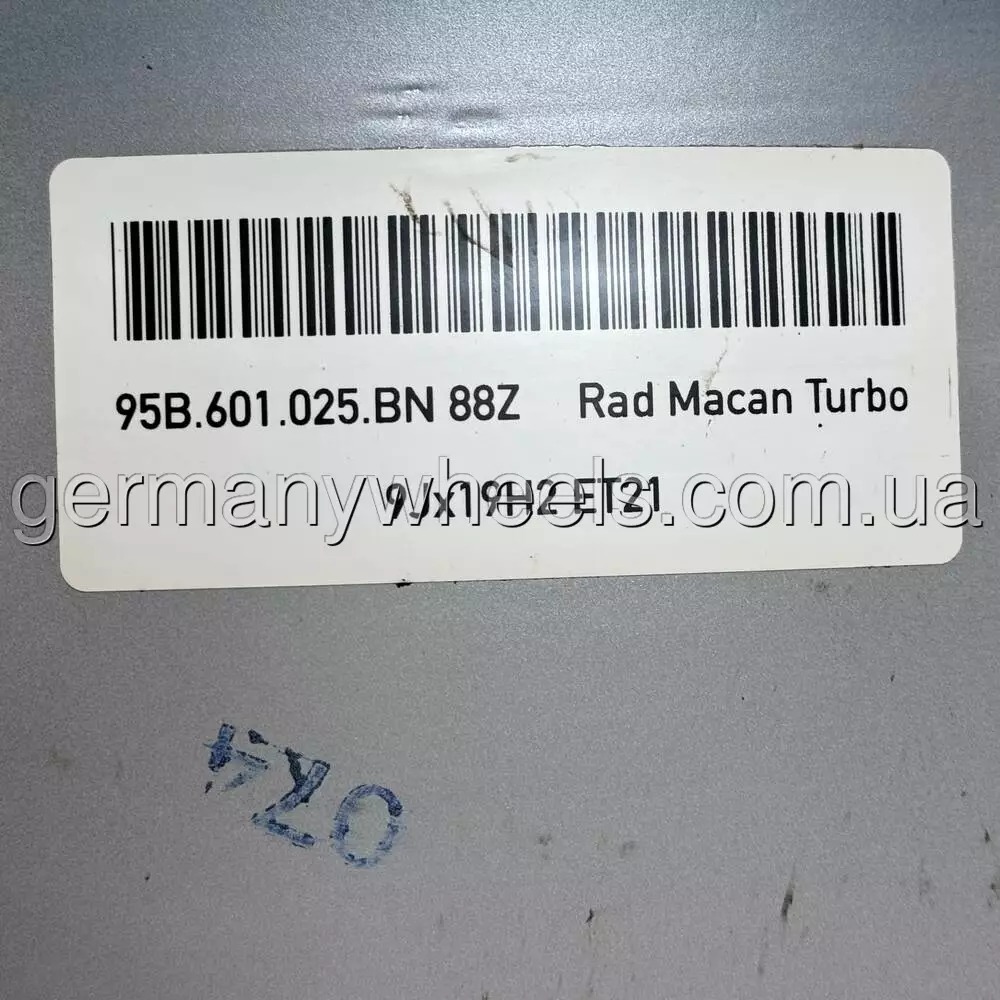 95B.601.025.BN 88Z Rad Macan Turbo
9Jx19H2 ET21
germanywheels.com.ua